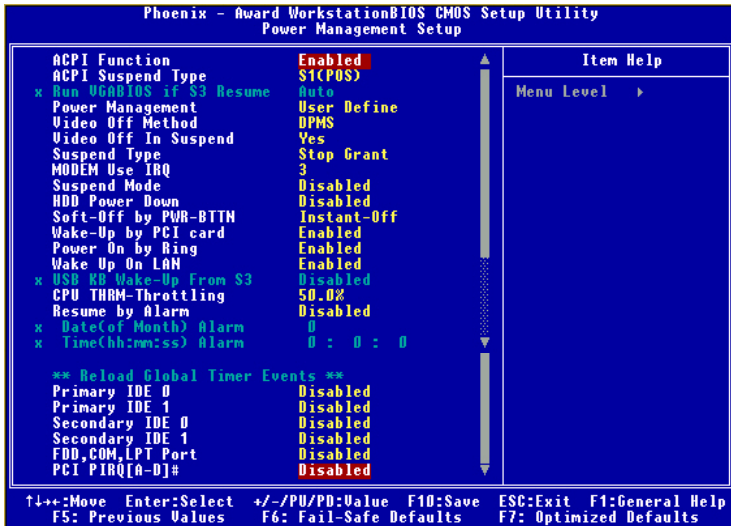 Phoenix - Award WorkstationBIOS CMOS Setup Utility
Power Management Setup
ACPI Function Enabled
ACPI Suspend Type S1(POS)
x Run VGABIOS if S3 Resume Auto
Power Management User Define
Video Off Method DPMS
Video Off In Suspend Yes
Suspend Type Stop Grant
MODEM Use IRQ 3
Suspend Mode Disabled
HDD Power Down Disabled
Soft-Off by PWR-BTTN Instant-Off
Wake-Up by PCI card Enabled
Power On by Ring Enabled
Wake Up On LAN Enabled
x USB KB Wake-Up From S3 Disabled
CPU THRM-Throttling 50.0%
Resume by Alarm Disabled
x Date(of Month) Alarm 0
x Time(hh:mm:ss) Alarm 0 : 0 : 0
** Reload Global Timer Events **
Primary IDE 0 Disabled
Primary IDE 1 Disabled
Secondary IDE 0 Disabled
Secondary IDE 1 Disabled
FDD,COM,LPT Port Disabled
PCI PIRQ[A-D]# Disabled
Item Help
Menu Level ▸
↑↓→←:Move Enter:Select +/-/PU/PD:Value F10:Save ESC:Exit F1:General Help
F5: Previous Values F6: Fail-Safe Defaults F7: Optimized Defaults